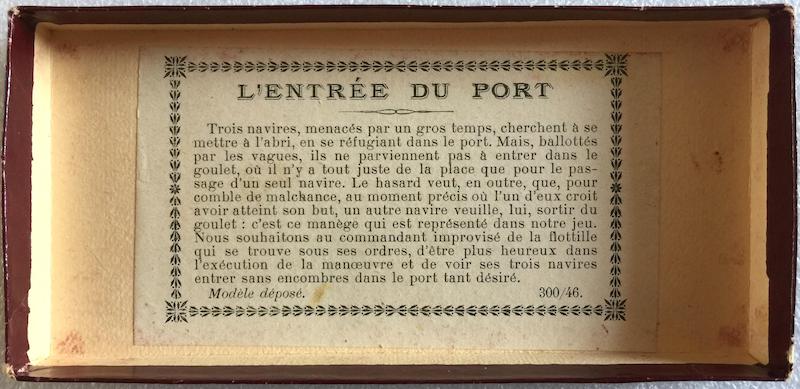 L'ENTRÉE DU PORT
Trois navires, menacés par un gros temps, cherchent à se
mettre à l'abri, en se réfugiant dans le port. Mais, ballottés
par les vagues, ils ne parviennent pas à entrer dans le
goulet, où il n'y a tout juste de la place que pour le pas-
sage d'un seul navire. Le hasard veut, en outre, que, pour
comble de malchance, au moment précis où l'un d'eux croit
avoir atteint son but, un autre navire veuille, lui, sortir du
goulet : c'est ce manège qui est représenté dans notre jeu.
Nous souhaitons au commandant improvisé de la flottille
qui se trouve sous ses ordres, d'être plus heureux dans
l'exécution de la manœuvre et de voir ses trois navires
entrer sans encombres dans le port tant désiré.
Modèle déposé. 300/46.